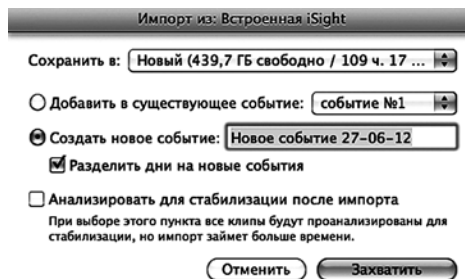 Импорт из: Встроенная iSight
Сохранить в: Новый (439,7 ГБ свободно / 109 ч. 17 ...
Добавить в существующее событие: событие №1
Создать новое событие: Новое событие 27-06-12
Разделить дни на новые события
Анализировать для стабилизации после импорта
При выборе этого пункта все клипы будут проанализированы для
стабилизации, но импорт займет больше времени.
Отменить Захватить